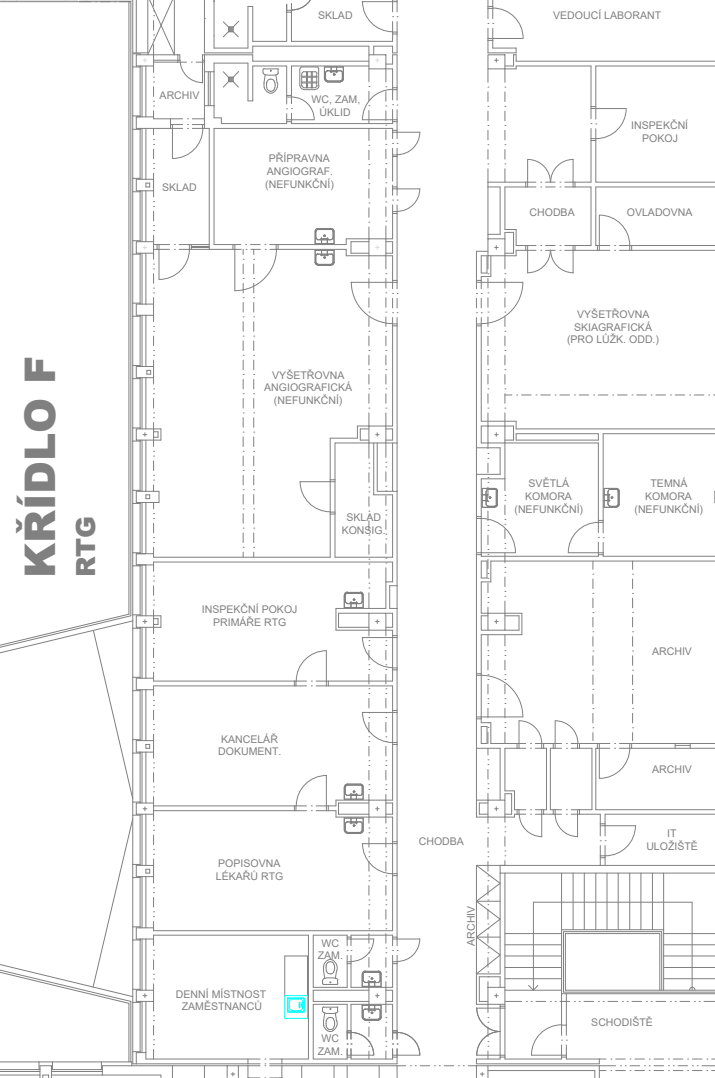 SKLAD
VEDOUCÍ LABORANT
ARCHIV
WC, ZAM,
ÚKLID
INSPEKČNÍ
POKOJ
PŘÍPRAVNA
ANGIOGRAF.
(NEFUNKČNÍ)
SKLAD
CHODBA
OVLADOVNA
VYŠETŘOVNA
SKIAGRAFICKÁ
(PRO LŮŽK. ODD.)
VYŠETŘOVNA
ANGIOGRAFICKÁ
(NEFUNKČNÍ)
KŘÍDLO F
RTG
SKLAD
KONSIG.
SVĚTLÁ
KOMORA
(NEFUNKČNÍ)
TEMNÁ
KOMORA
(NEFUNKČNÍ)
INSPEKČNÍ POKOJ
PRIMÁŘE RTG
ARCHIV
KANCELÁŘ
DOKUMENT.
ARCHIV
CHODBA
IT
ULOŽIŠTĚ
POPISOVNA
LÉKAŘŮ RTG
ARCHIV
WC
ZAM.
DENNÍ MÍSTNOST
ZAMĚSTNANCŮ
WC
ZAM.
SCHODIŠTĚ